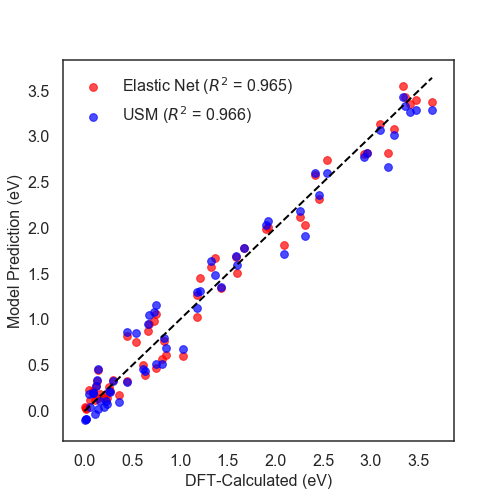 Elastic Net (R² = 0.965)
USM (R² = 0.966)
3.5
3.0
2.5
2.0
1.5
1.0
0.5
0.0
Model Prediction (eV)
0.0 0.5 1.0 1.5 2.0 2.5 3.0 3.5
DFT-Calculated (eV)